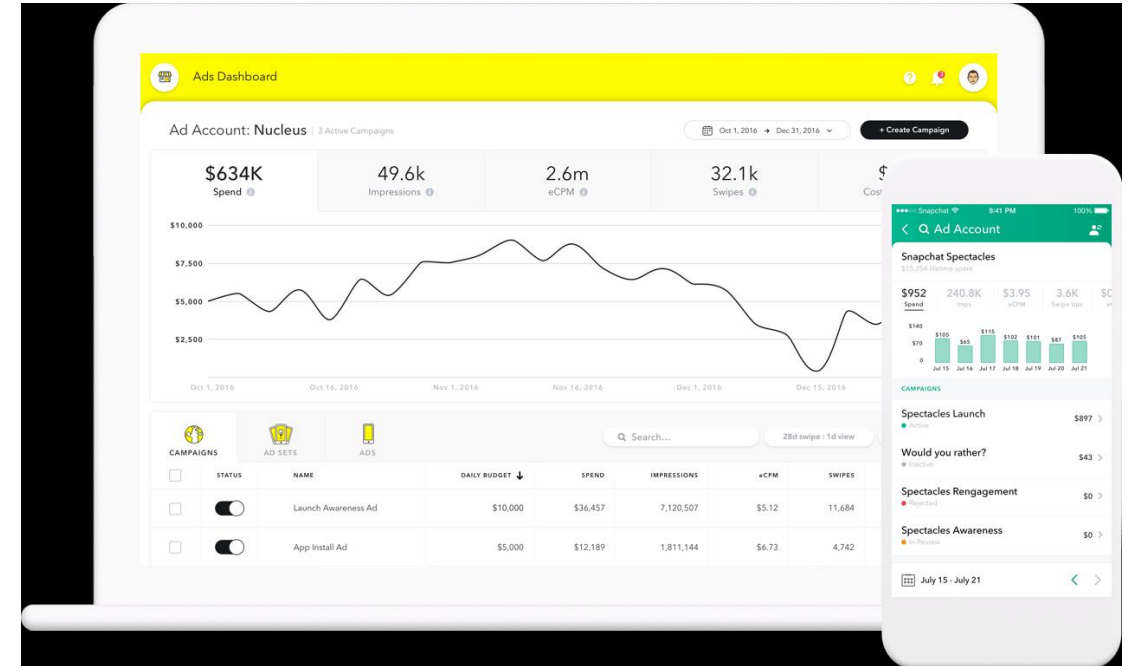 Ads Dashboard
?
Ad Account: Nucleus | 3 Active Campaigns
Oct 1, 2016 → Dec 31, 2016
+ Create Campaign
$634K 49.6k 2.6m 32.1k $
Spend Impressions eCPM Swipes Cos
$10,000
$7,500
$5,000
$2,500
Oct 1, 2016 Oct 16, 2016 Nov 1, 2016 Nov 16, 2016 Dec 1, 2016 Dec 15, 2016
CAMPAIGNS AD SETS ADS
Search...
28d swipe : 1d view
STATUS NAME DAILY BUDGET ↓ SPEND IMPRESSIONS eCPM SWIPES
Launch Awareness Ad $10,000 $36,457 7,120,507 $5.12 11,684
App Install Ad $5,000 $12,189 1,811,144 $6.73 4,742
Snapchat 9:41 PM 100%
Ad Account
Snapchat Spectacles
$15,254 lifetime spent
$952 240.8K $3.95 3.6K $0
Spend Imps eCPM Swipe Ups
$140
$70
0
$105 $65 $115 $102 $101 $87 $105
Jul 15 Jul 16 Jul 17 Jul 18 Jul 19 Jul 20 Jul 21
CAMPAIGNS
Spectacles Launch $897
Active
Would you rather? $43
Inactive
Spectacles Rengagement $0
Rejected
Spectacles Awareness $0
In Review
July 15 - July 21